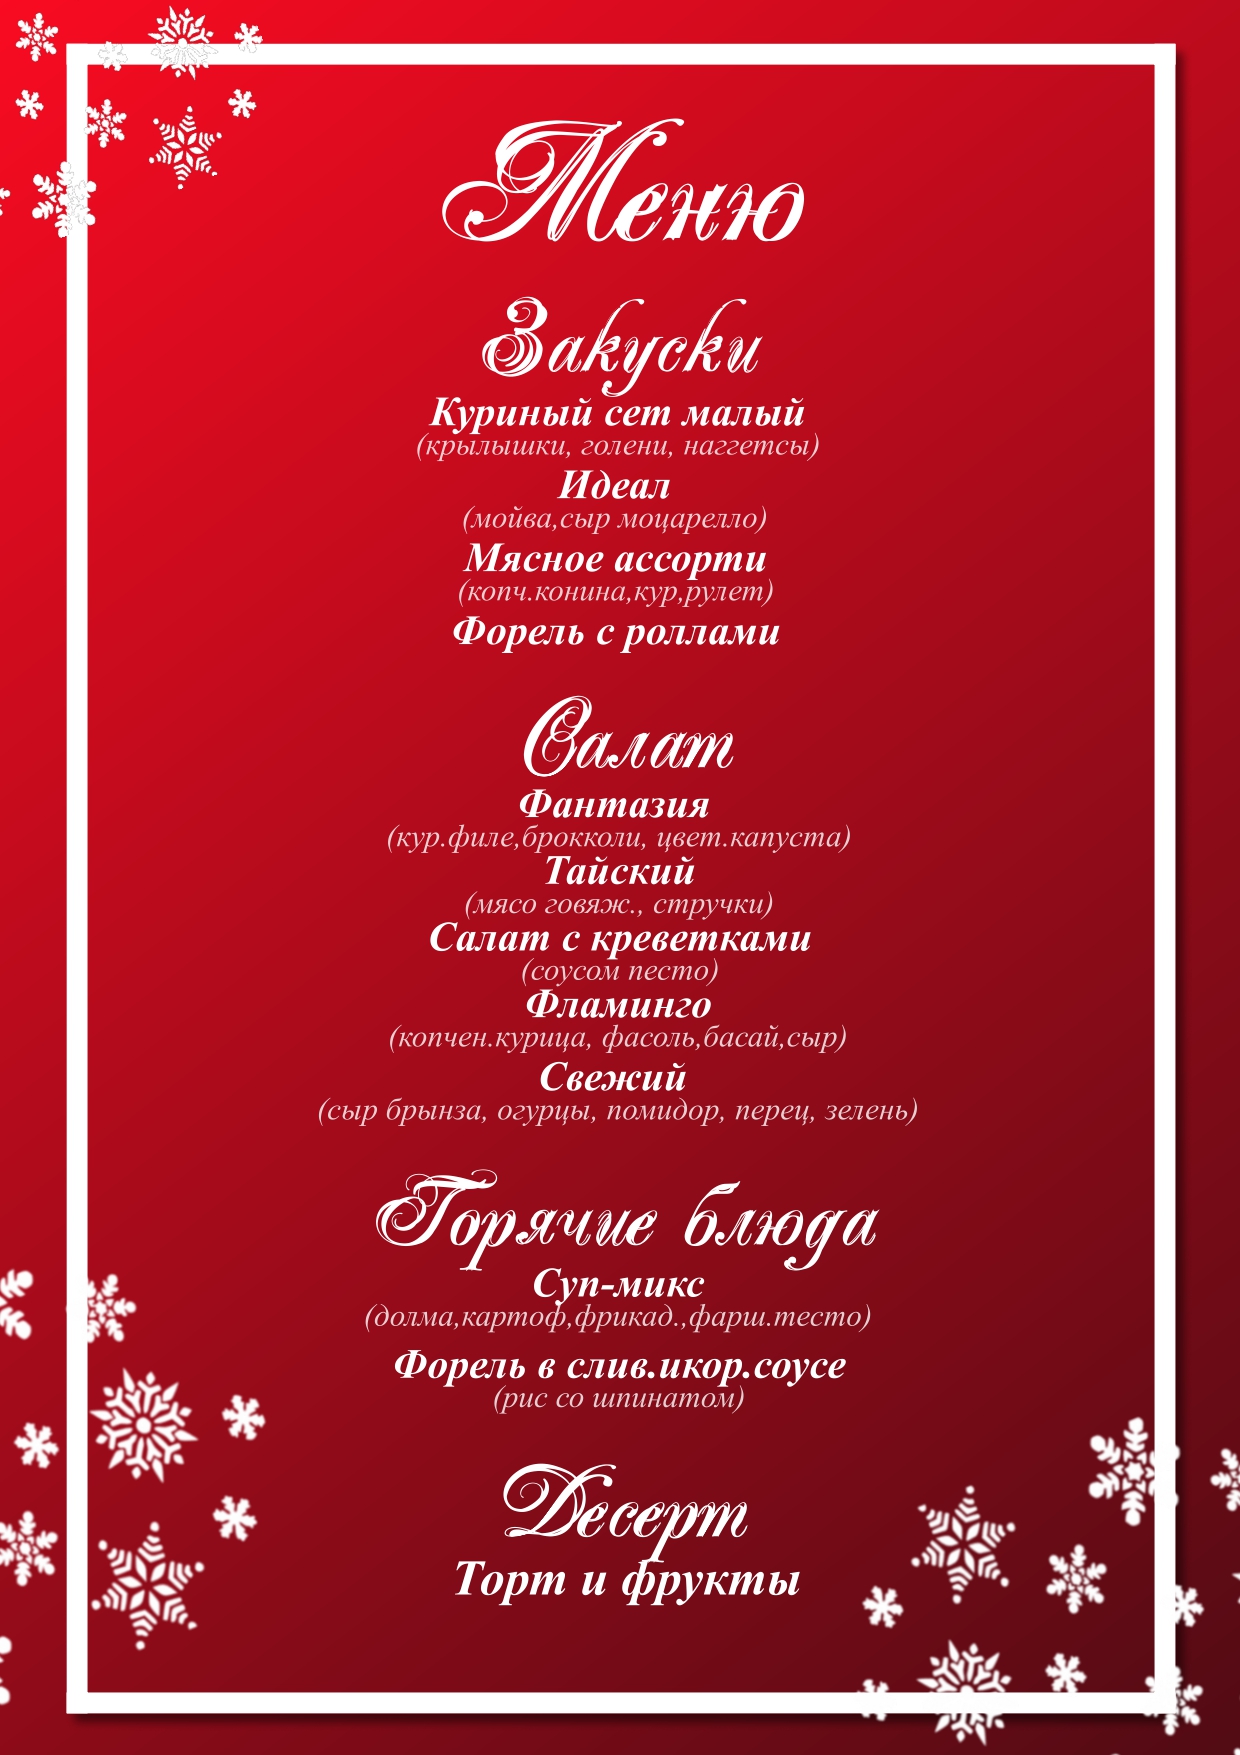 Меню
Закуски
Куриный сет малый
(крылышки, голени, наггетсы)
Идеал
(мойва,сыр моцарелло)
Мясное ассорти
(копч.конина,кур,рулет)
Форель с роллами
Салат
Фантазия
(кур.филе,брокколи, цвет.капуста)
Тайский
(мясо говяж., стручки)
Салат с креветками
(соусом песто)
Фламинго
(копчен.курица, фасоль,басай,сыр)
Свежий
(сыр брынза, огурцы, помидор, перец, зелень)
Горячие блюда
Суп-микс
(долма,картоф,фрикад.,фарш.тесто)
Форель в слив.икор.соусе
(рис со шпинатом)
Десерт
Торт и фрукты